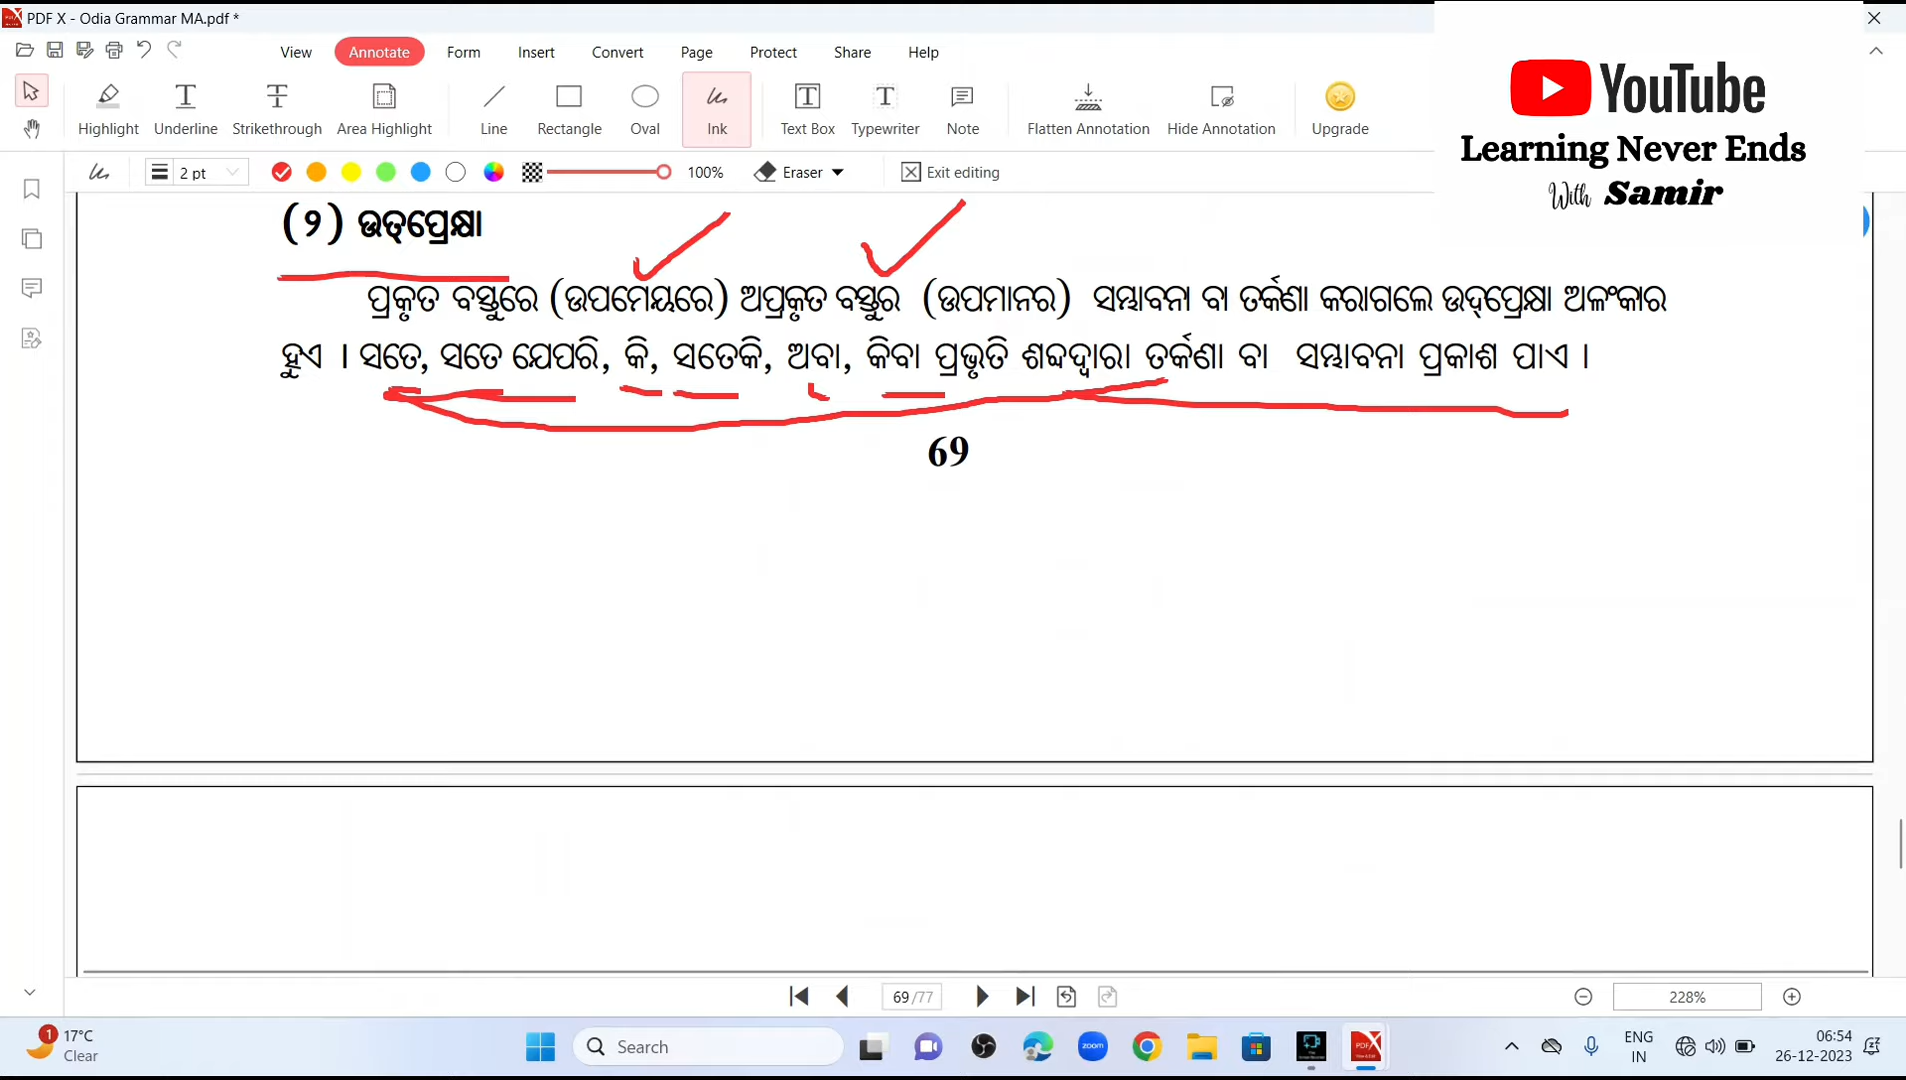 PDF X - Odia Grammar MA.pdf *
View Annotate Form Insert Convert Page Protect Share Help
Highlight Underline Strikethrough Area Highlight Line Rectangle Oval Ink Text Box Typewriter Note Flatten Annotation Hide Annotation Upgrade
2 pt 100% Eraser Exit editing
YouTube
Learning Never Ends
With Samir
(୨) ଉତ୍‌ପ୍ରେକ୍ଷା
ପ୍ରକୃତ ବସ୍ତୁରେ (ଉପମେୟରେ) ଅପ୍ରକୃତ ବସ୍ତୁର (ଉପମାନର) ସମ୍ଭାବନା ବା ତର୍କଣା କରାଗଲେ ଉଦ୍‌ପ୍ରେକ୍ଷା ଅଳଂକାର
ହୁଏ । ସତେ, ସତେ ଯେପରି, କି, ସତେକି, ଅବା, କିବା ପ୍ରଭୃତି ଶବ୍ଦଦ୍ୱାରା ତର୍କଣା ବା ସମ୍ଭାବନା ପ୍ରକାଶ ପାଏ ।
69
69 /77
228%
1
17°C
Clear
Search
zoom
ENG
IN
06:54
26-12-2023